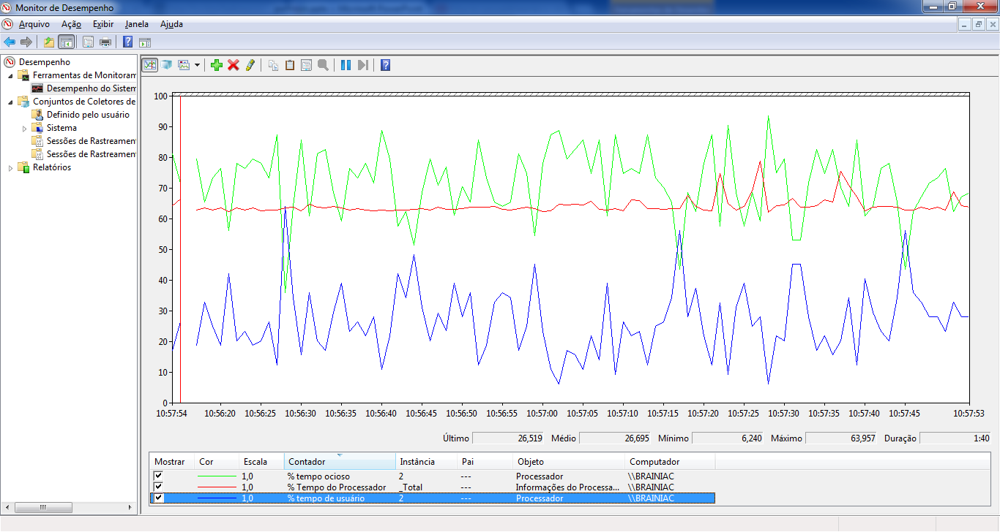 Monitor de Desempenho
Arquivo Ação Exibir Janela Ajuda
Desempenho
Ferramentas de Monitoram
Desempenho do Sistem
Conjuntos de Coletores de
Definido pelo usuário
Sistema
Sessões de Rastreamen
Sessões de Rastreamen
Relatórios
100
90
80
70
60
50
40
30
20
10
0
10:57:54 10:56:20 10:56:25 10:56:30 10:56:35 10:56:40 10:56:45 10:56:50 10:56:55 10:57:00 10:57:05 10:57:10 10:57:15 10:57:20 10:57:25 10:57:30 10:57:35 10:57:40 10:57:45 10:57:53
Último 26,519 Médio 26,695 Mínimo 6,240 Máximo 63,957 Duração 1:40
Mostrar Cor Escala Contador Instância Pai Objeto Computador
1,0 % tempo ocioso 2 --- Processador \\BRAINIAC
1,0 % Tempo do Processador _Total --- Informações do Processa... \\BRAINIAC
1,0 % tempo de usuário 2 --- Processador \\BRAINIAC